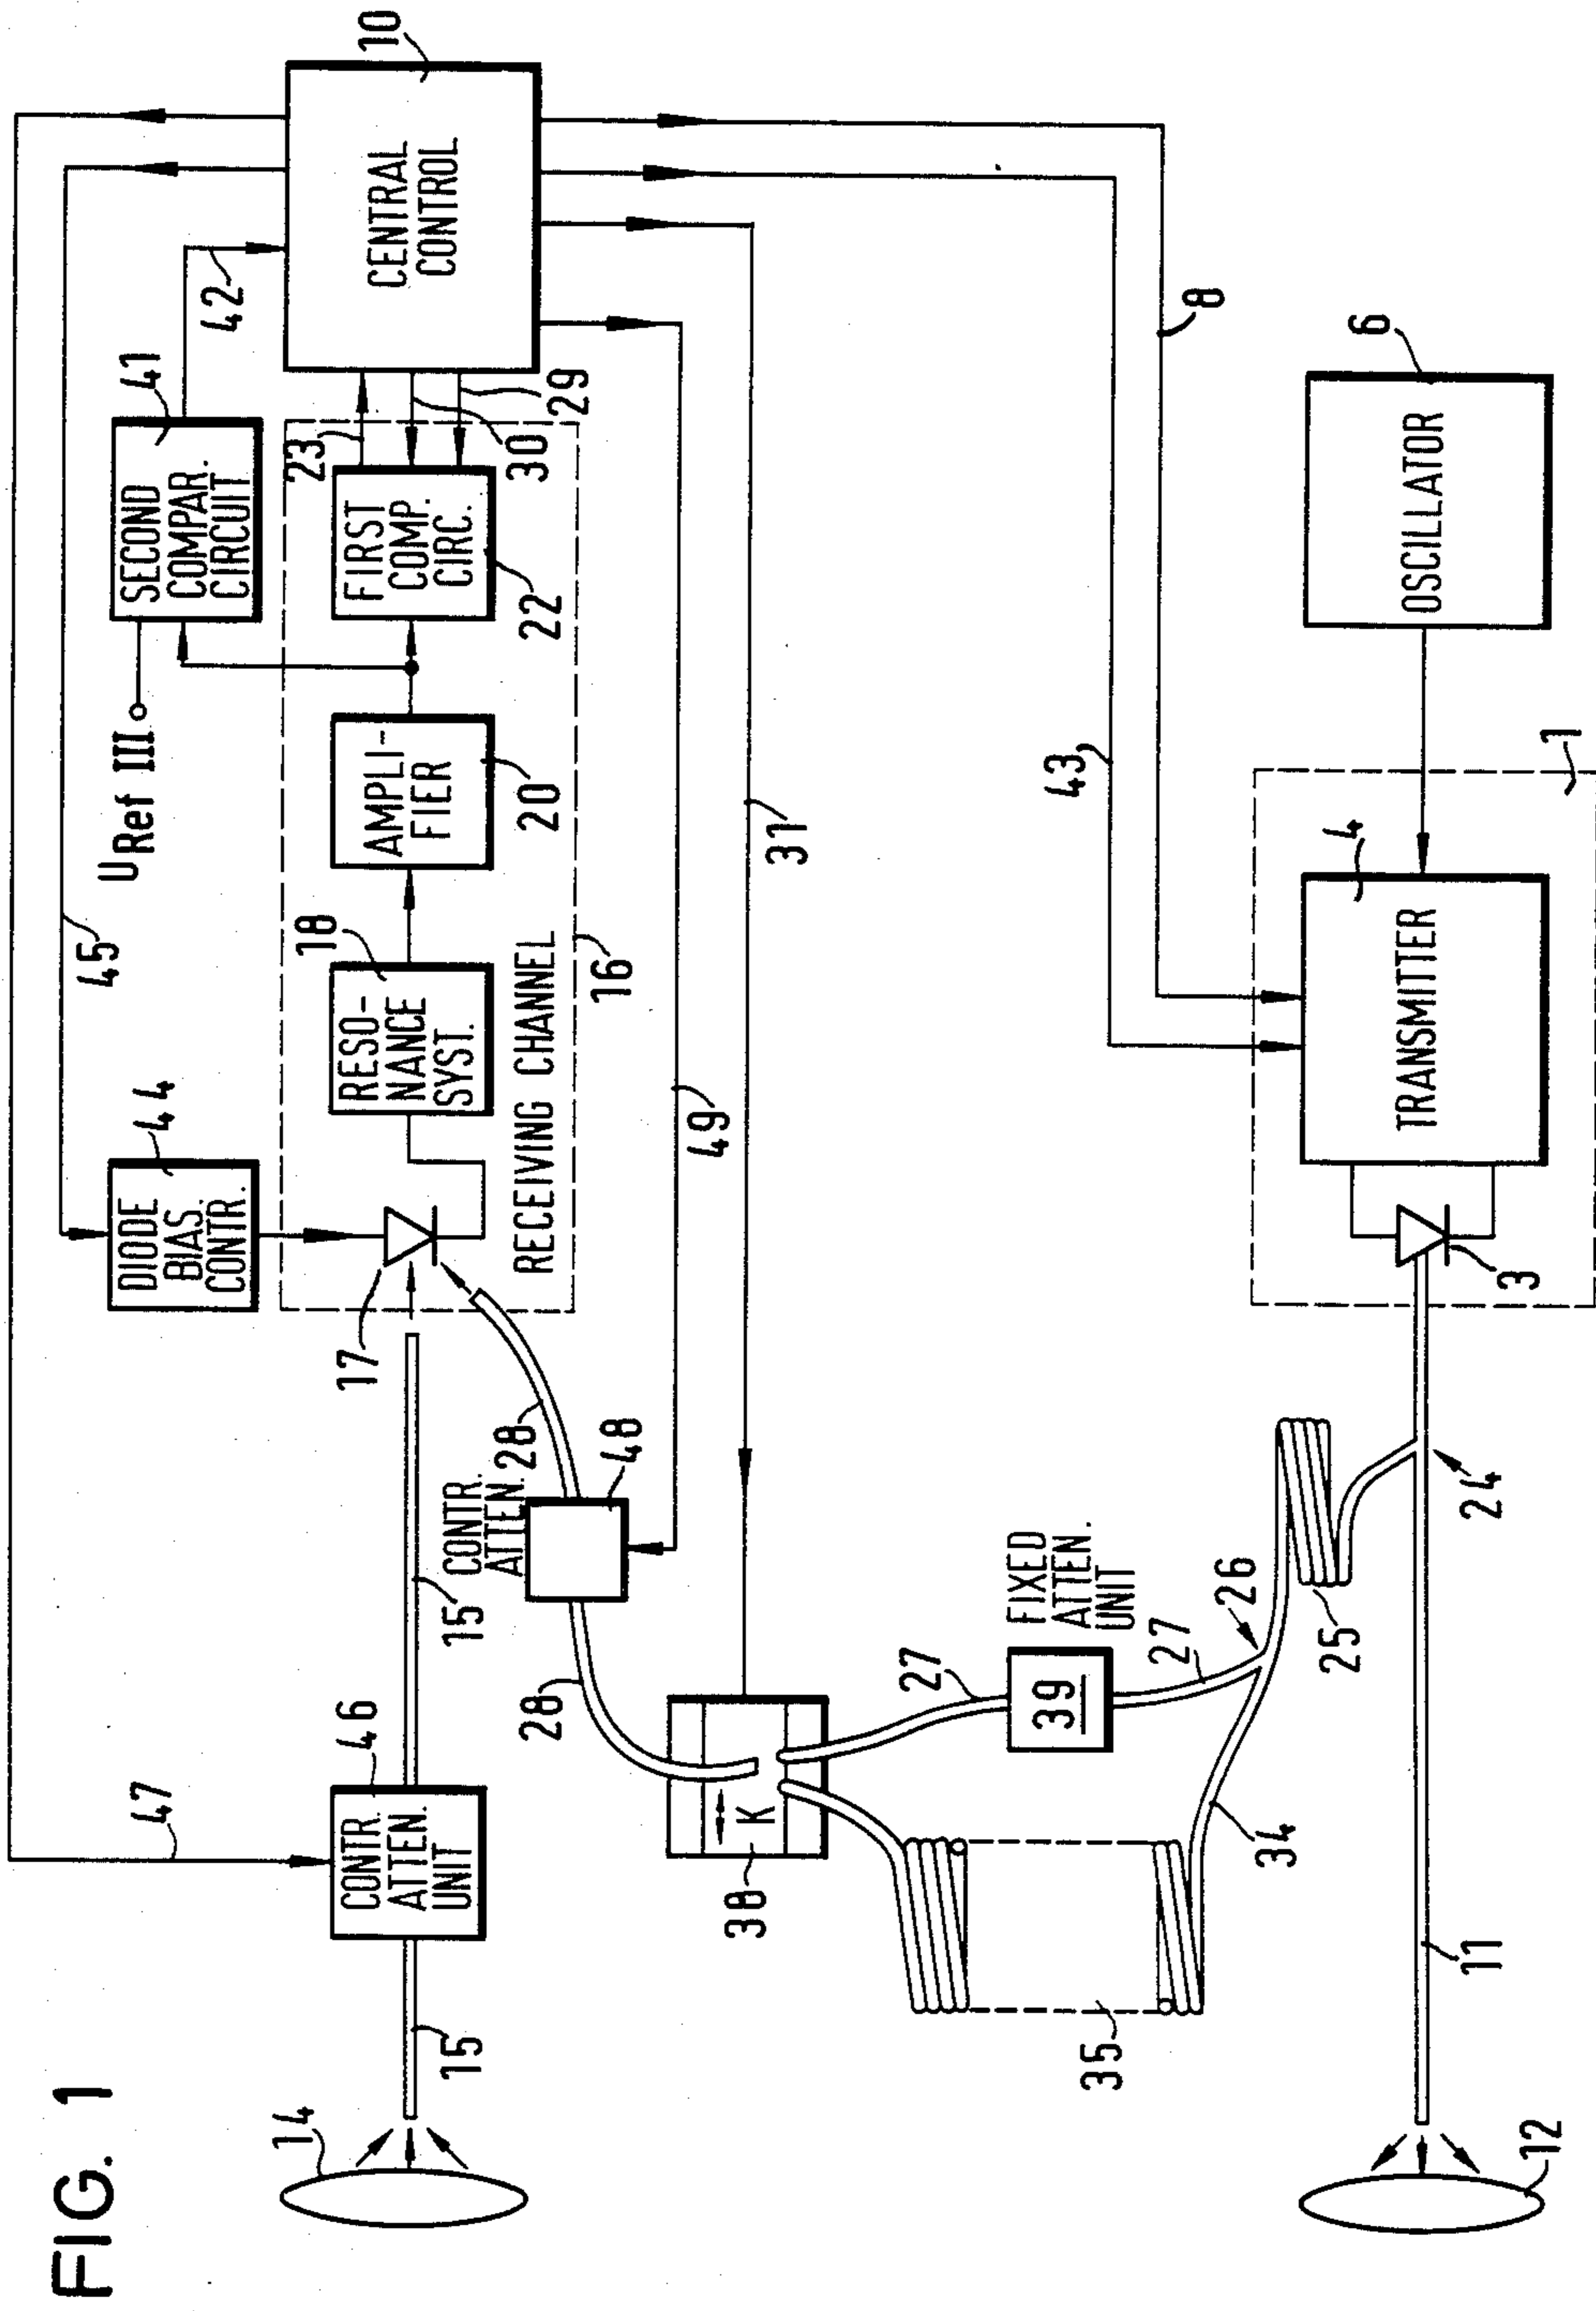 FIG. 1
14
15
47
CONTR.
ATTEN.
UNIT
46
15
17
DIODE
BIAS.
CONTR.
44
45
RESO-
NANCE
SYST.
18
RECEIVING CHANNEL
16
AMPLI-
FIER
20
URef III
SECOND
COMPAR.
CIRCUIT
41
42
FIRST
COMP.
CIRC.
22
23
30
29
CENTRAL
CONTROL
10
CONTR.
ATTEN.
28
48
28
49
31
38
K
27
FIXED
ATTEN.
UNIT
39
27
26
25
34
35
24
43
8
12
11
3
TRANSMITTER
4
1
OSCILLATOR
6